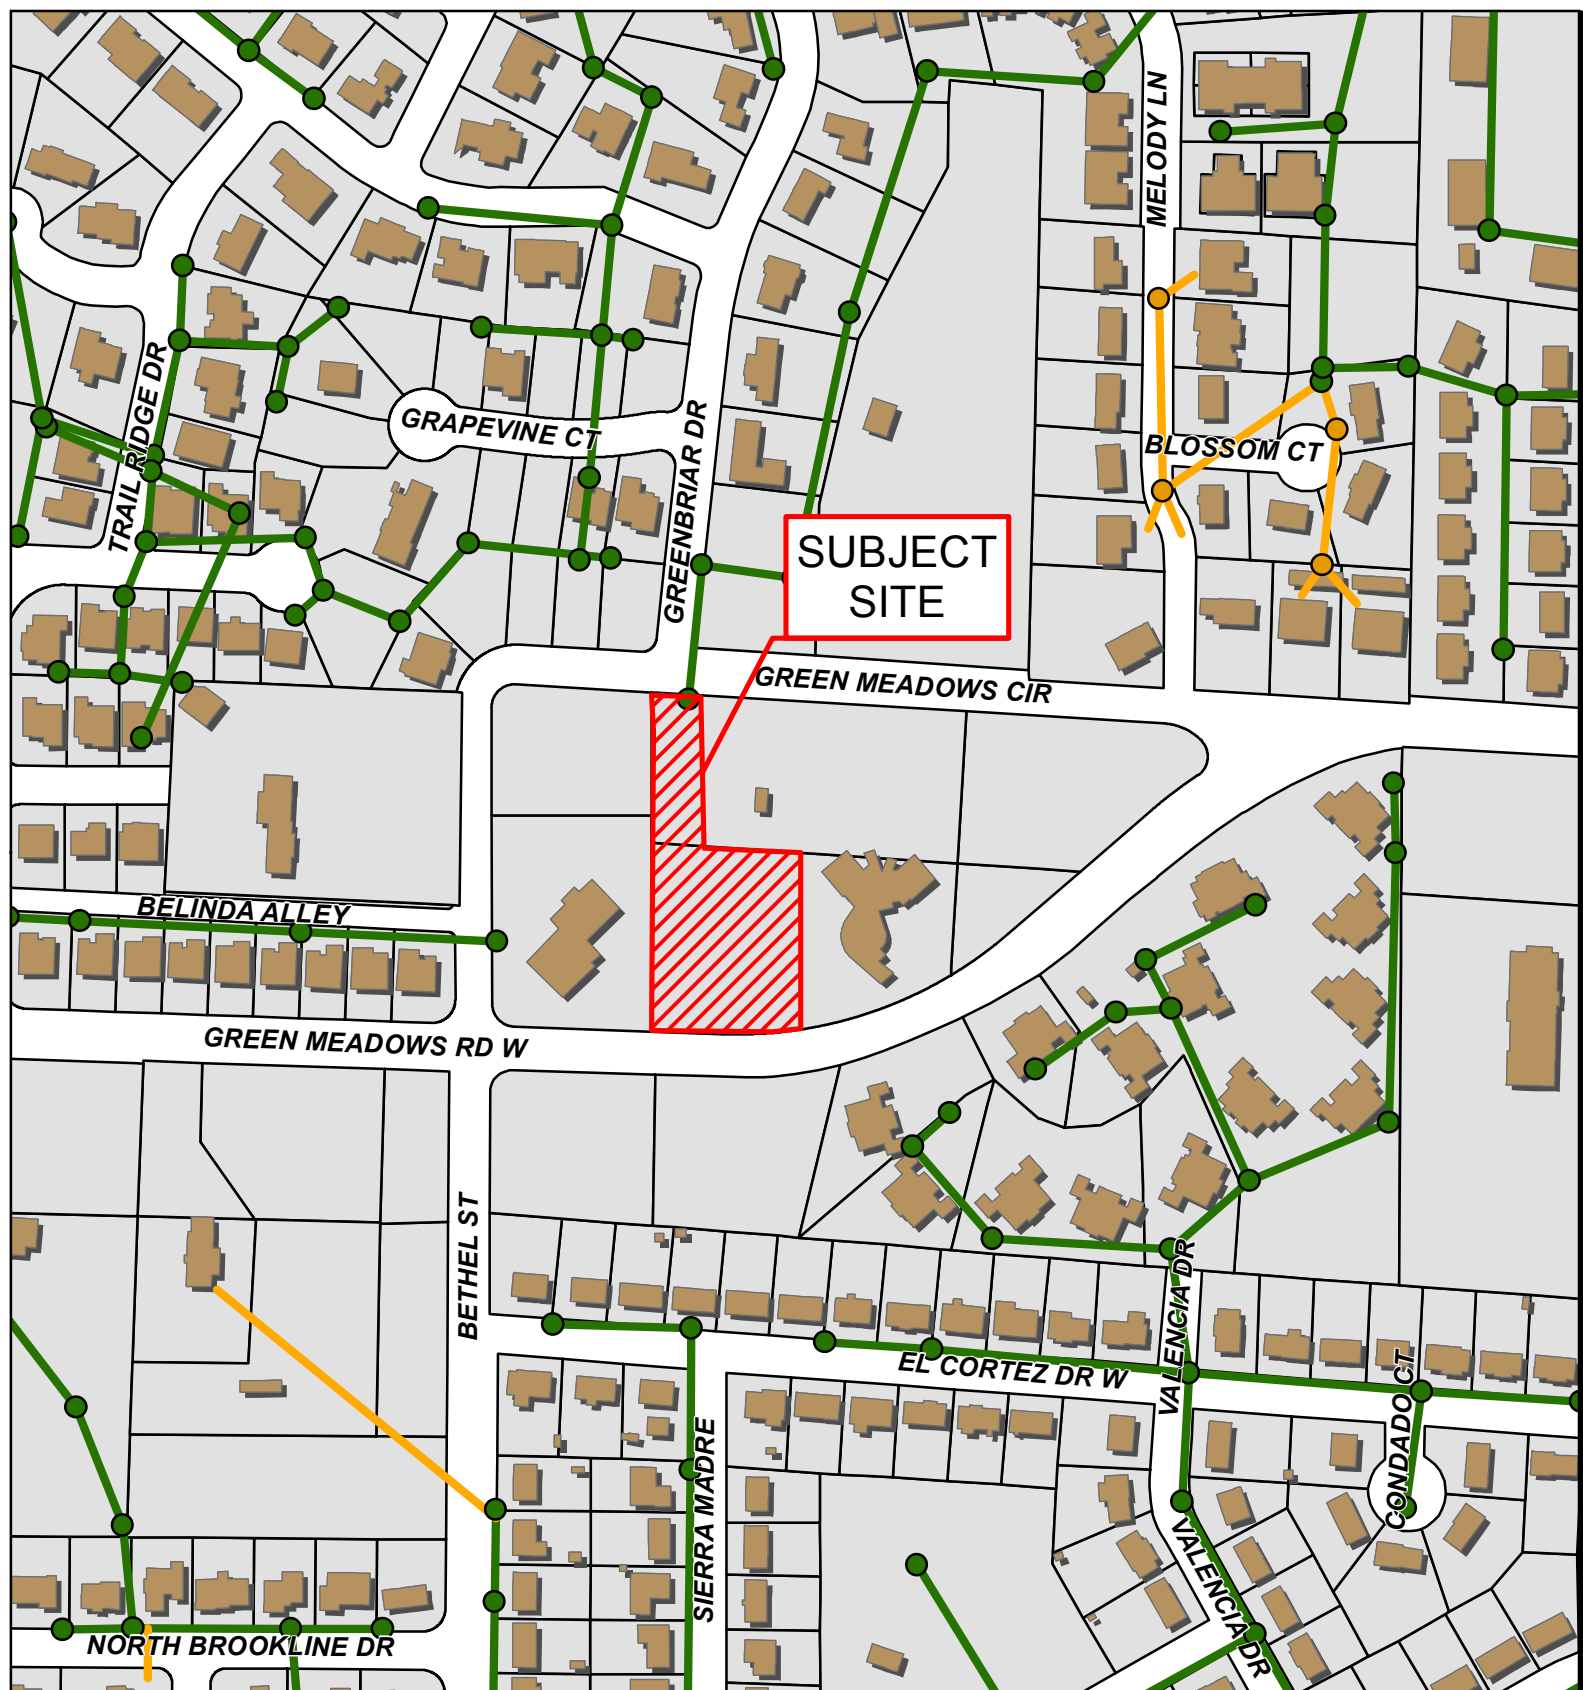 MELODY LN
TRAIL RIDGE DR
GRAPEVINE CT
GREENBRIAR DR
BLOSSOM CT
SUBJECT
SITE
GREEN MEADOWS CIR
BELINDA ALLEY
GREEN MEADOWS RD W
BETHEL ST
VALENCIA DR
EL CORTEZ DR W
CONDADO CT
SIERRA MADRE
VALENCIA DR
NORTH BROOKLINE DR